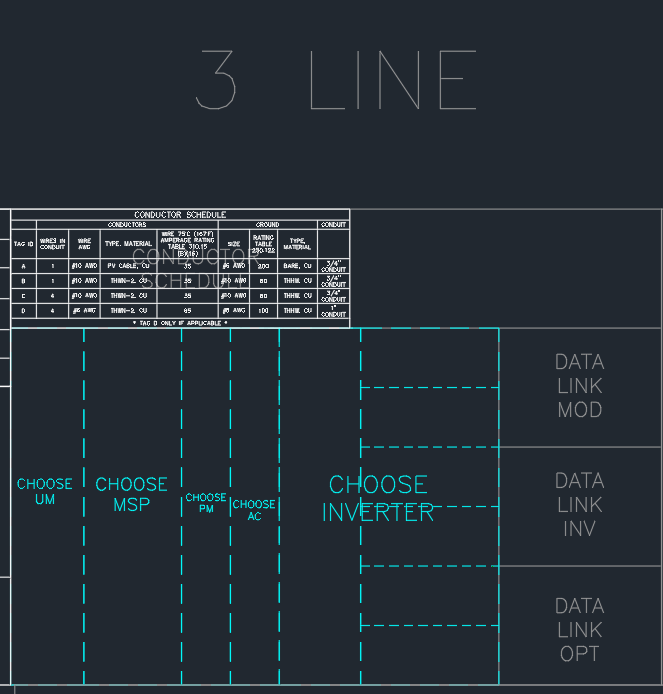 3 LINE
CONDUCTOR SCHEDULE
CONDUCTORS GROUND CONDUIT
TAG ID WIRES IN CONDUIT WIRE AWG TYPE. MATERIAL WIRE 75°C (167°F) AMPERAGE RATING TABLE 310.15 (B)(16) SIZE RATING TABLE 250.122 TYPE, MATERIAL
CONDUCTOR
SCHEDULE
A 1 #10 AWG PV CABLE, CU 35 #6 AWG 200 BARE, CU 3/4" CONDUIT
B 1 #10 AWG THWN-2, CU 35 #10 AWG 60 THHW, CU 3/4" CONDUIT
C 4 #10 AWG THWN-2, CU 35 #10 AWG 60 THHW, CU 3/4" CONDUIT
D 4 #6 AWG THWN-2, CU 65 #8 AWG 100 THHW, CU 1" CONDUIT
* TAG D ONLY IF APPLICABLE *
CHOOSE
UM
CHOOSE
MSP
CHOOSE
PM
CHOOSE
AC
CHOOSE
INVERTER
DATA
LINK
MOD
DATA
LINK
INV
DATA
LINK
OPT